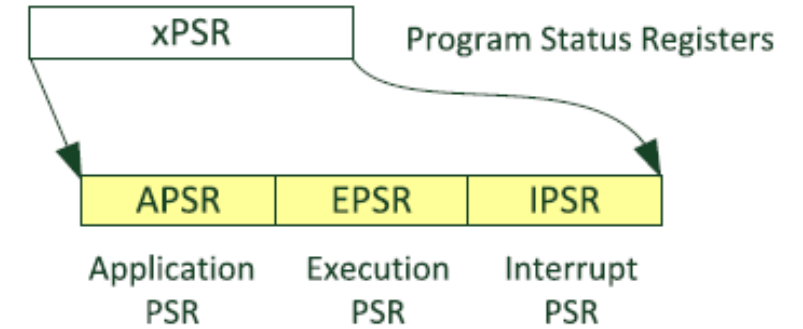 xPSR
Program Status Registers
APSR EPSR IPSR
Application Execution Interrupt
PSR PSR PSR